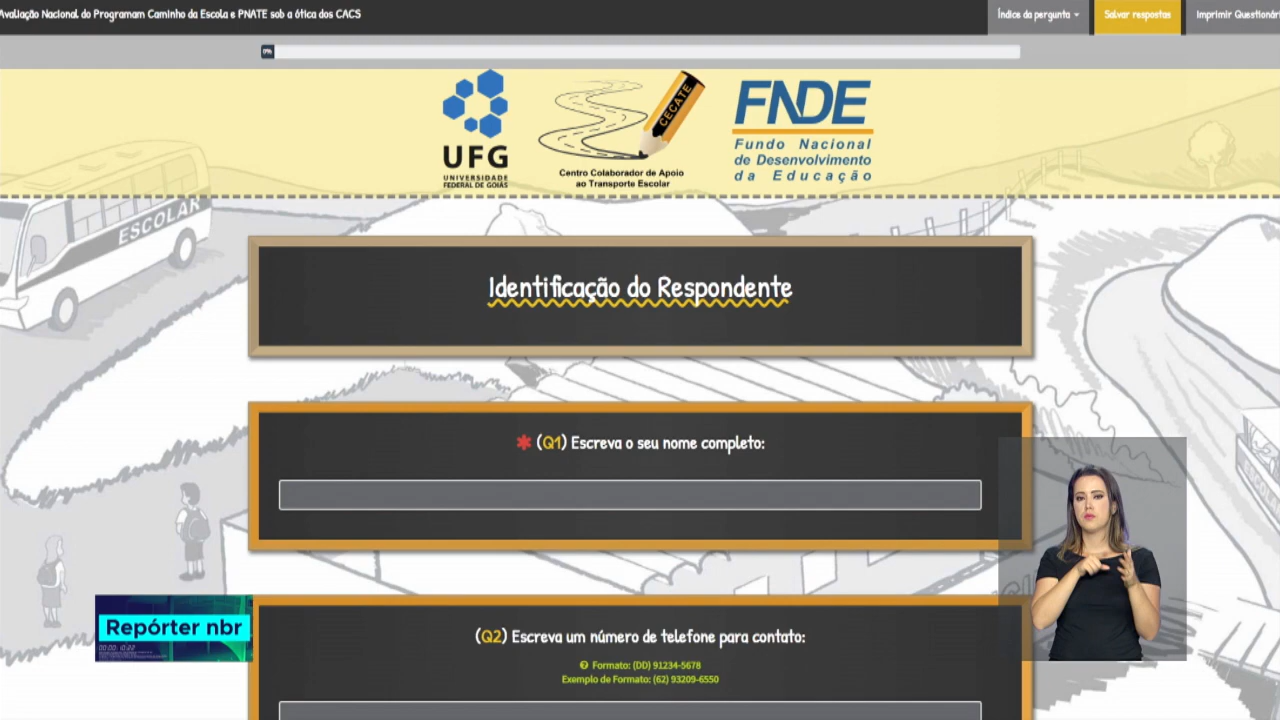 Avaliação Nacional do Programam Caminho da Escola e PNATE sob a ótica dos CACS
Índice da pergunta
Salvar respostas
Imprimir Questionári
0%
UFG
UNIVERSIDADE
FEDERAL DE GOIÁS
CECATE
Centro Colaborador de Apoio
ao Transporte Escolar
FNDE
Fundo Nacional
de Desenvolvimento
da Educação
ESCOLAR
Identificação do Respondente
(Q1) Escreva o seu nome completo:
(Q2) Escreva um número de telefone para contato:
Formato: (DD) 91234-5678
Exemplo de Formato: (62) 93209-6550
Repórter nbr